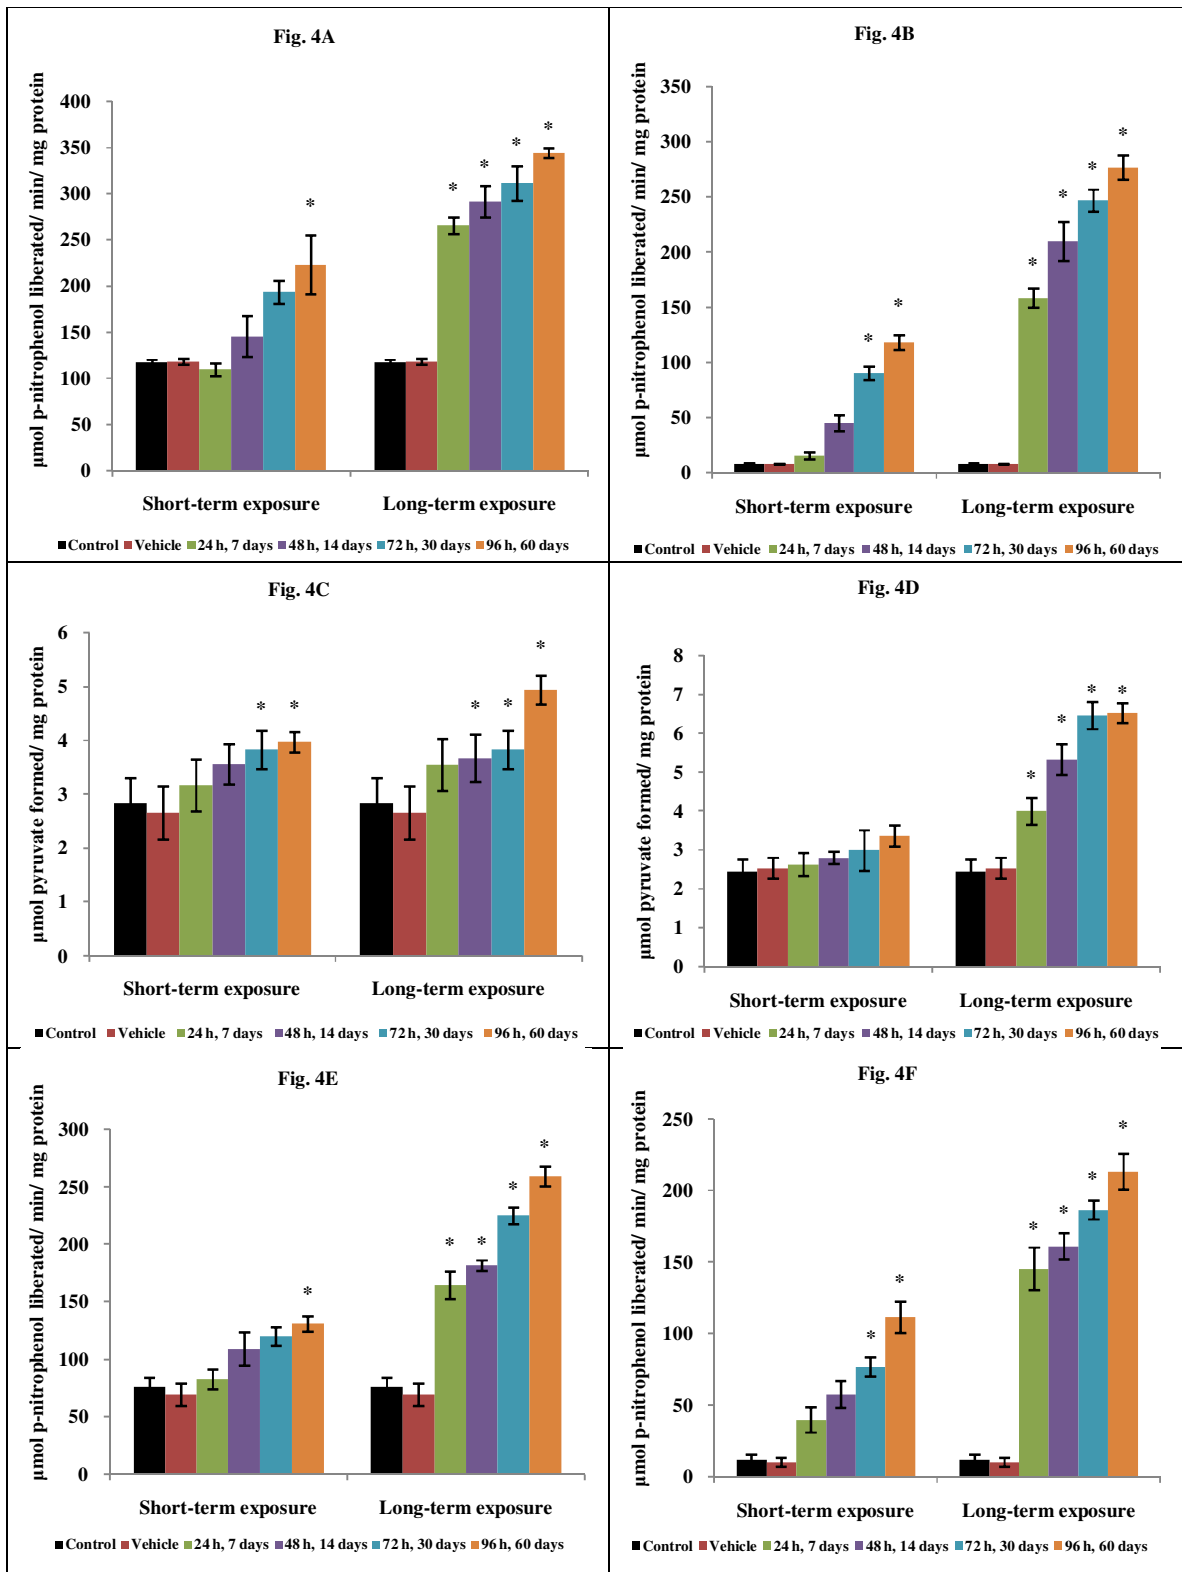 Fig. 4A
µmol p-nitrophenol liberated/ min/ mg protein
400
350
300
250
200
150
100
50
0
*
*
*
*
*
Short-term exposure
Long-term exposure
Control Vehicle 24 h, 7 days 48 h, 14 days 72 h, 30 days 96 h, 60 days
Fig. 4B
µmol p-nitrophenol liberated/ min/ mg protein
350
300
250
200
150
100
50
0
*
*
*
*
*
*
Short-term exposure
Long-term exposure
Control Vehicle 24 h, 7 days 48 h, 14 days 72 h, 30 days 96 h, 60 days
Fig. 4C
µmol pyruvate formed/ mg protein
6
5
4
3
2
1
0
*
*
*
*
*
Short-term exposure
Long-term exposure
Control Vehicle 24 h, 7 days 48 h, 14 days 72 h, 30 days 96 h, 60 days
Fig. 4D
µmol pyruvate formed/ mg protein
8
7
6
5
4
3
2
1
0
*
*
*
*
Short-term exposure
Long-term exposure
Control Vehicle 24 h, 7 days 48 h, 14 days 72 h, 30 days 96 h, 60 days
Fig. 4E
µmol p-nitrophenol liberated/ min/ mg protein
300
250
200
150
100
50
0
*
*
*
*
*
Short-term exposure
Long-term exposure
Control Vehicle 24 h, 7 days 48 h, 14 days 72 h, 30 days 96 h, 60 days
Fig. 4F
µmol p-nitrophenol liberated/ min/ mg protein
250
200
150
100
50
0
*
*
*
*
*
*
Short-term exposure
Long-term exposure
Control Vehicle 24 h, 7 days 48 h, 14 days 72 h, 30 days 96 h, 60 days